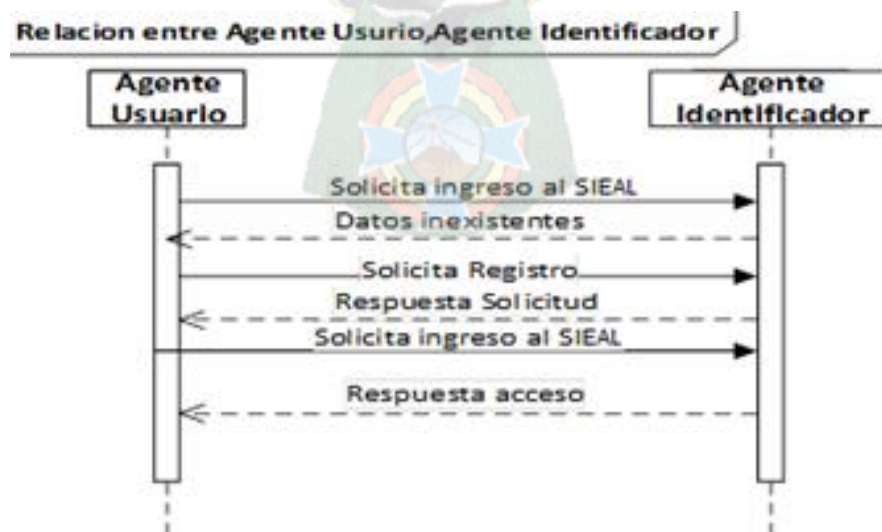 Relacion entre Agente Usurio,Agente Identificador
Agente
Usuario
Agente
Identificador
Solicita ingreso al SIEAL
Datos inexistentes
Solicita Registro
Respuesta Solicitud
Solicita ingreso al SIEAL
Respuesta acceso